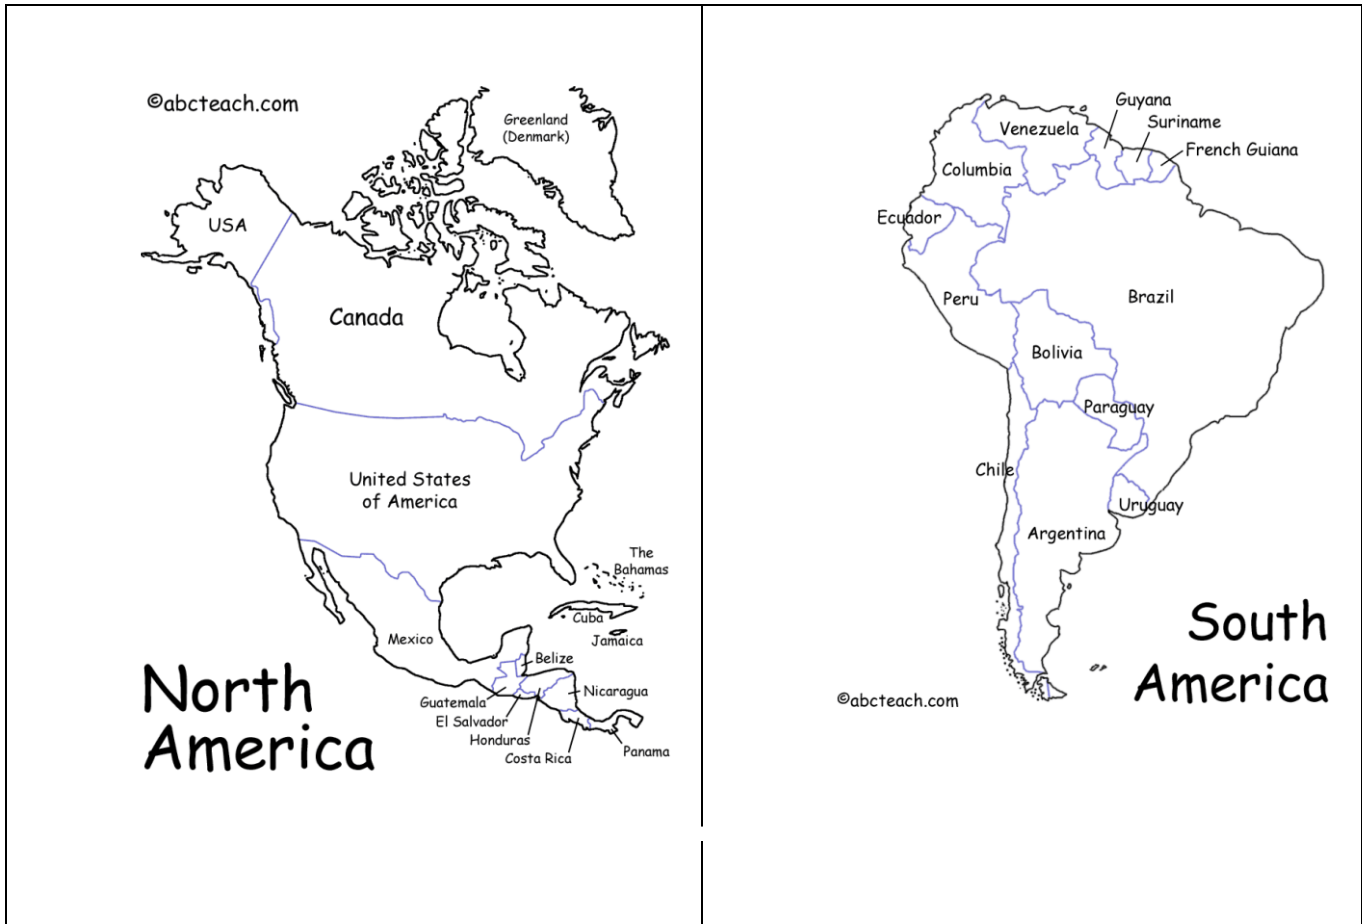 ©abcteach.com
Greenland
(Denmark)
USA
Canada
United States
of America
The
Bahamas
Cuba
Jamaica
Mexico
Belize
Nicaragua
Guatemala
El Salvador
Honduras
Costa Rica
Panama
North
America
Guyana
Suriname
French Guiana
Venezuela
Columbia
Ecuador
Peru
Brazil
Bolivia
Paraguay
Chile
Uruguay
Argentina
South
America
©abcteach.com